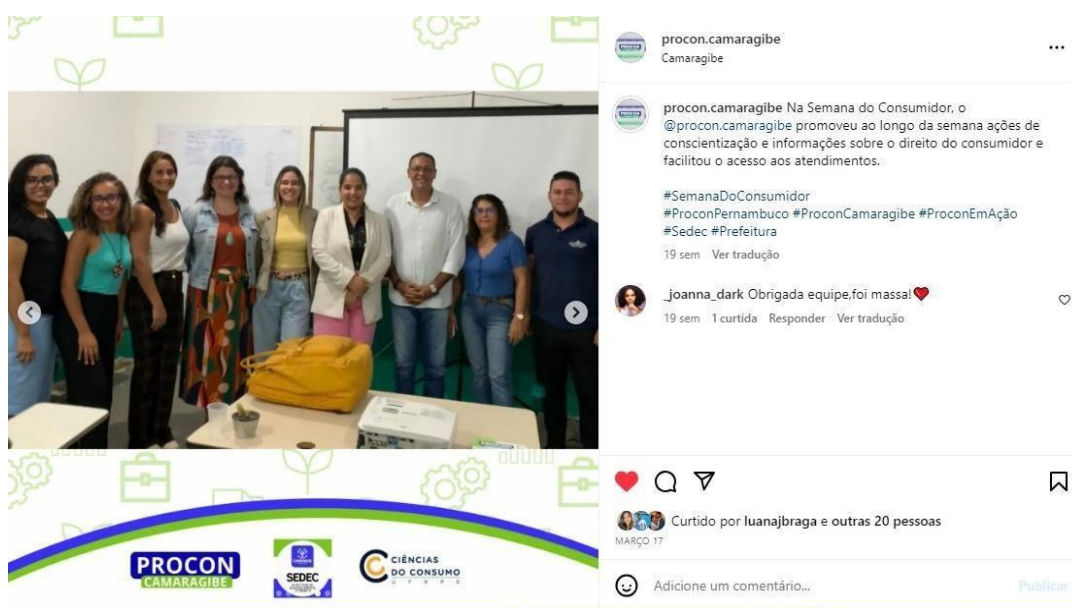 procon.camaragibe
Camaragibe
procon.camaragibe Na Semana do Consumidor, o
@procon.camaragibe promoveu ao longo da semana ações de
conscientização e informações sobre o direito do consumidor e
facilitou o acesso aos atendimentos.
#SemanaDoConsumidor
#ProconPernambuco #ProconCamaragibe #ProconEmAção
#Sedec #Prefeitura
19 sem Ver tradução
_joanna_dark Obrigada equipe,foi massa!❤️
19 sem 1 curtida Responder Ver tradução
Curtido por luanajbraga e outras 20 pessoas
MARÇO 17
Adicione um comentário... Publicar
PROCON
CAMARAGIBE
SEDEC
CIÊNCIAS
DO CONSUMO
UFRPE